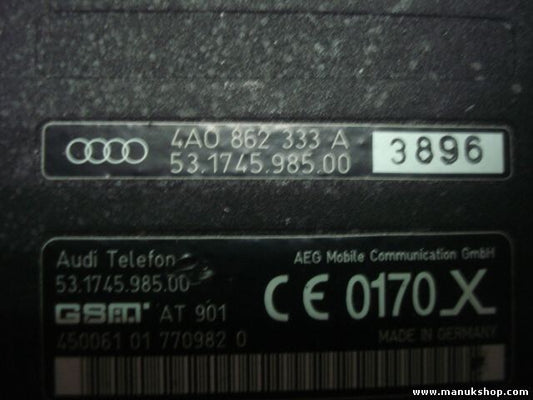 4A0 862 333 A
53.1745.985.00
3896
Audi Telefon
AEG Mobile Communication GmbH
53.1745.985.00
GSM AT 901
CE 0170 X
450061 01 770982 0
MADE IN GERMANY
www.manukshop.com